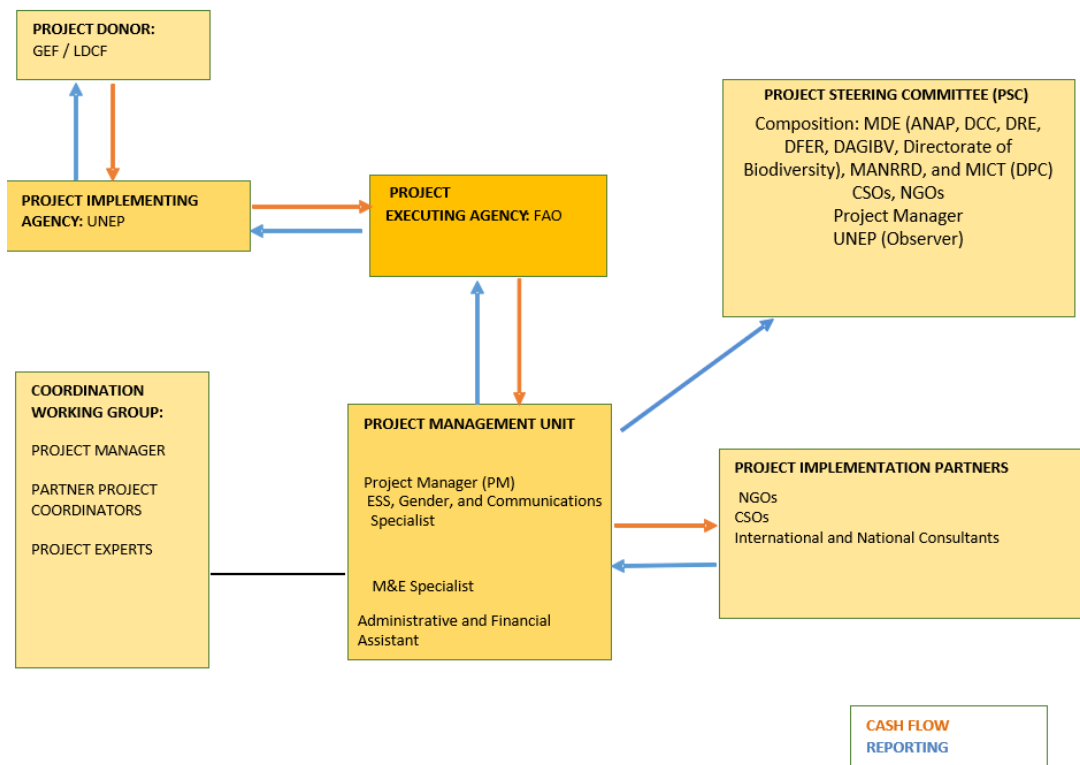 PROJECT DONOR:
GEF / LDCF
PROJECT STEERING COMMITTEE (PSC)
Composition: MDE (ANAP, DCC, DRE,
DFER, DAGIBV, Directorate of
Biodiversity), MANRRD, and MICT (DPC)
CSOs, NGOs
Project Manager
UNEP (Observer)
PROJECT IMPLEMENTING
AGENCY: UNEP
PROJECT
EXECUTING AGENCY: FAO
COORDINATION
WORKING GROUP:
PROJECT MANAGER
PARTNER PROJECT
COORDINATORS
PROJECT EXPERTS
PROJECT MANAGEMENT UNIT
Project Manager (PM)
ESS, Gender, and Communications
Specialist
M&E Specialist
Administrative and Financial
Assistant
PROJECT IMPLEMENTATION PARTNERS
NGOs
CSOs
International and National Consultants
CASH FLOW
REPORTING